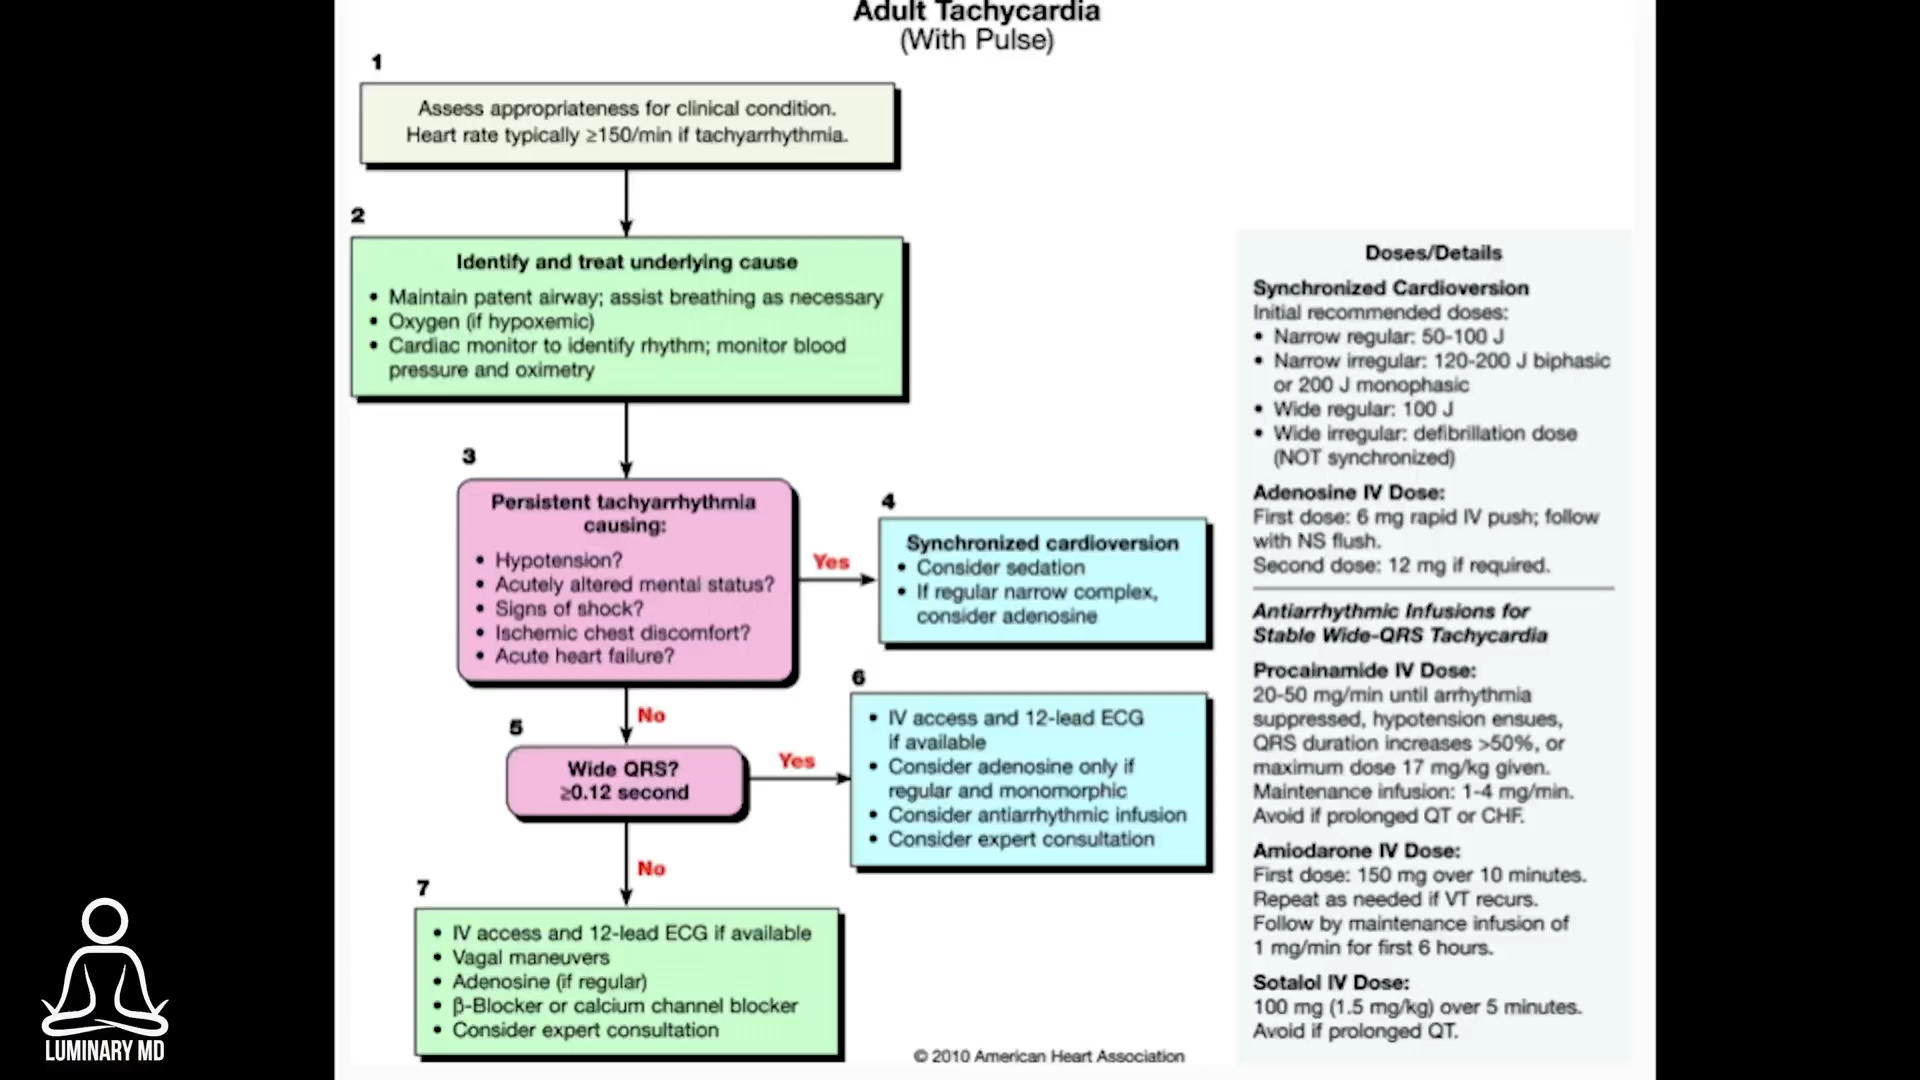 Adult Tachycardia
(With Pulse)
1
Assess appropriateness for clinical condition.
Heart rate typically ≥150/min if tachyarrhythmia.
2
Identify and treat underlying cause
• Maintain patent airway; assist breathing as necessary
• Oxygen (if hypoxemic)
• Cardiac monitor to identify rhythm; monitor blood
pressure and oximetry
3
Persistent tachyarrhythmia
causing:
• Hypotension?
• Acutely altered mental status?
• Signs of shock?
• Ischemic chest discomfort?
• Acute heart failure?
Yes
4
Synchronized cardioversion
• Consider sedation
• If regular narrow complex,
consider adenosine
No
5
Wide QRS?
≥0.12 second
Yes
6
• IV access and 12-lead ECG
if available
• Consider adenosine only if
regular and monomorphic
• Consider antiarrhythmic infusion
• Consider expert consultation
No
7
• IV access and 12-lead ECG if available
• Vagal maneuvers
• Adenosine (if regular)
• β-Blocker or calcium channel blocker
• Consider expert consultation
Doses/Details
Synchronized Cardioversion
Initial recommended doses:
• Narrow regular: 50-100 J
• Narrow irregular: 120-200 J biphasic
or 200 J monophasic
• Wide regular: 100 J
• Wide irregular: defibrillation dose
(NOT synchronized)
Adenosine IV Dose:
First dose: 6 mg rapid IV push; follow
with NS flush.
Second dose: 12 mg if required.
Antiarrhythmic Infusions for
Stable Wide-QRS Tachycardia
Procainamide IV Dose:
20-50 mg/min until arrhythmia
suppressed, hypotension ensues,
QRS duration increases >50%, or
maximum dose 17 mg/kg given.
Maintenance infusion: 1-4 mg/min.
Avoid if prolonged QT or CHF.
Amiodarone IV Dose:
First dose: 150 mg over 10 minutes.
Repeat as needed if VT recurs.
Follow by maintenance infusion of
1 mg/min for first 6 hours.
Sotalol IV Dose:
100 mg (1.5 mg/kg) over 5 minutes.
Avoid if prolonged QT.
© 2010 American Heart Association
LUMINARY MD